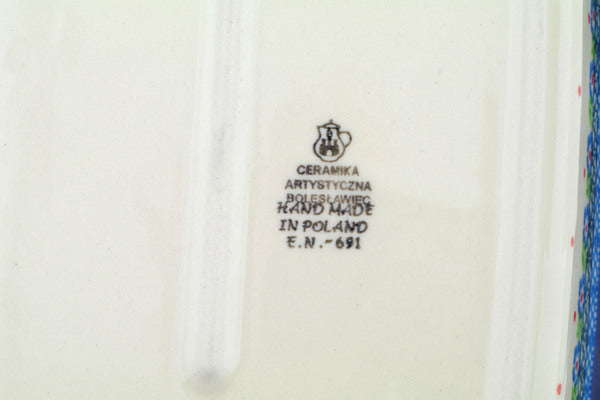 CERAMIKA
ARTYSTYCZNA
BOLESŁAWIEC
HAND MADE
IN POLAND
E.N.~691